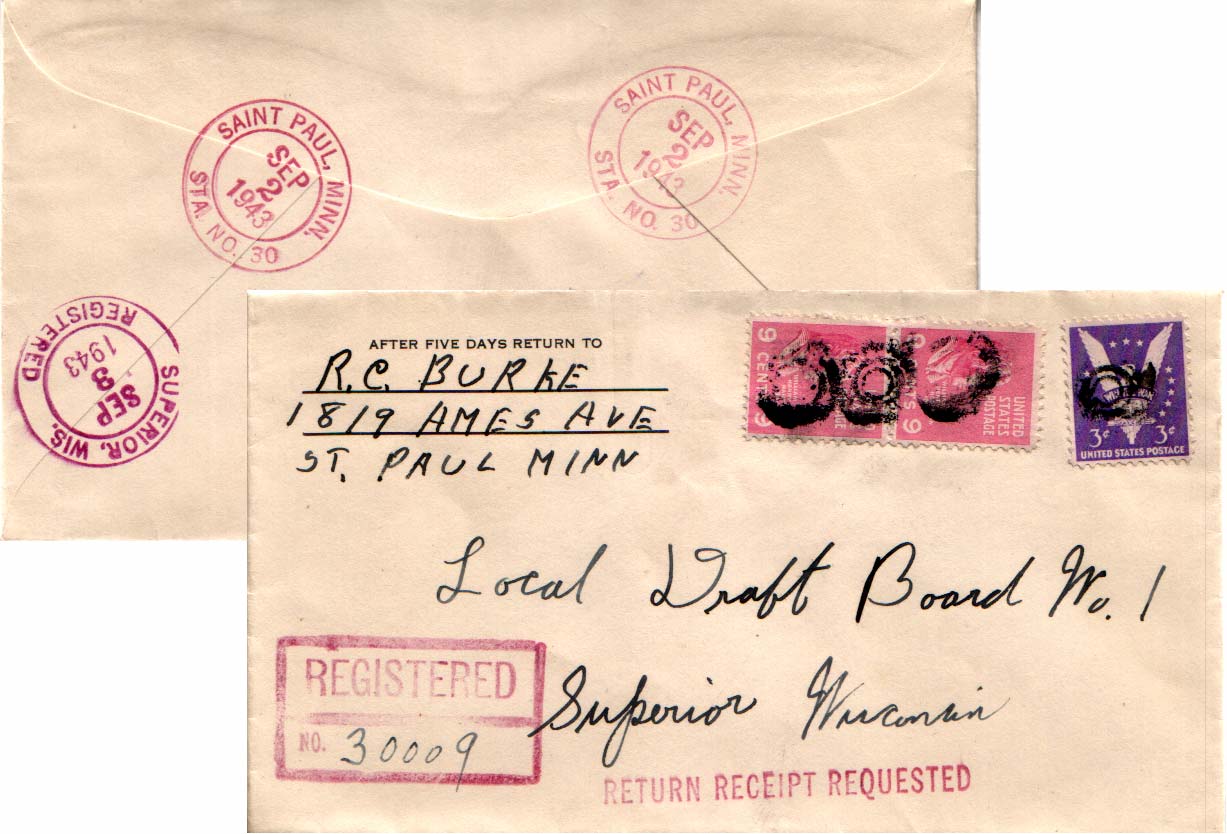 SAINT PAUL, MINN.
SEP
2
1943
STA. NO. 30
SAINT PAUL, MINN.
SEP
2
1943
STA. NO. 30
SUPERIOR, WIS.
SEP
3
1943
REGISTERED
AFTER FIVE DAYS RETURN TO
R.C. BURKE
1819 AMES AVE
ST. PAUL MINN
9 CENTS 9
UNITED
STATES
POSTAGE
3¢ 3¢
UNITED STATES POSTAGE
Local Draft Board No. 1
Superior Wisconsin
REGISTERED
NO. 30009
RETURN RECEIPT REQUESTED